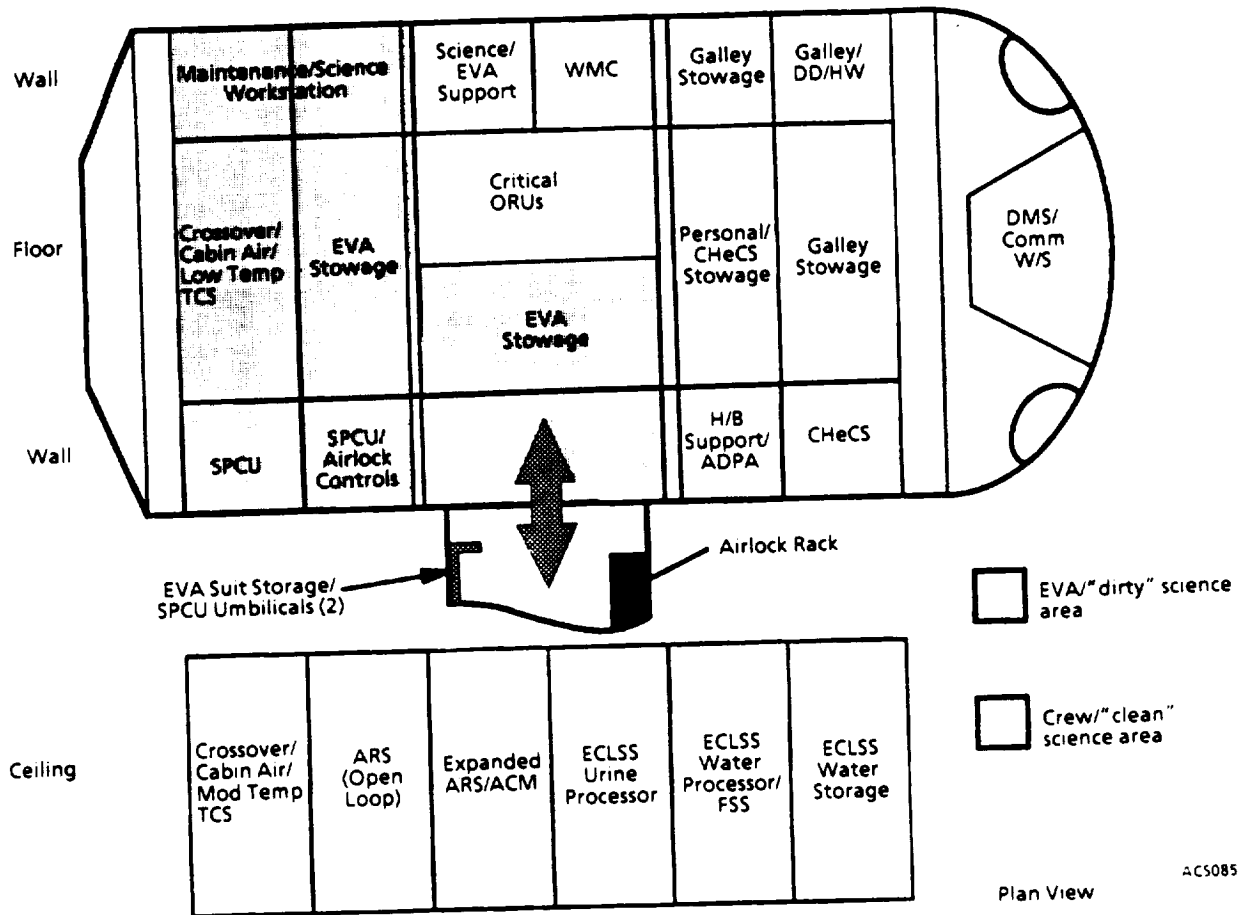 Wall
Maintenance/Science
Workstation
Science/
EVA
Support
WMC
Galley
Stowage
Galley/
DD/HW
Floor
Crossover/
Cabin Air/
Low Temp
TCS
EVA
Stowage
Critical
ORUs
EVA
Stowage
Personal/
CHeCS
Stowage
Galley
Stowage
DMS/
Comm
W/S
Wall
SPCU
SPCU/
Airlock
Controls
H/B
Support/
ADPA
CHeCS
EVA Suit Storage/
SPCU Umbilicals (2)
Airlock Rack
EVA/"dirty" science
area
Crew/"clean"
science area
Ceiling
Crossover/
Cabin Air/
Mod Temp
TCS
ARS
(Open
Loop)
Expanded
ARS/ACM
ECLSS
Urine
Processor
ECLSS
Water
Processor/
FSS
ECLSS
Water
Storage
Plan View
ACS085